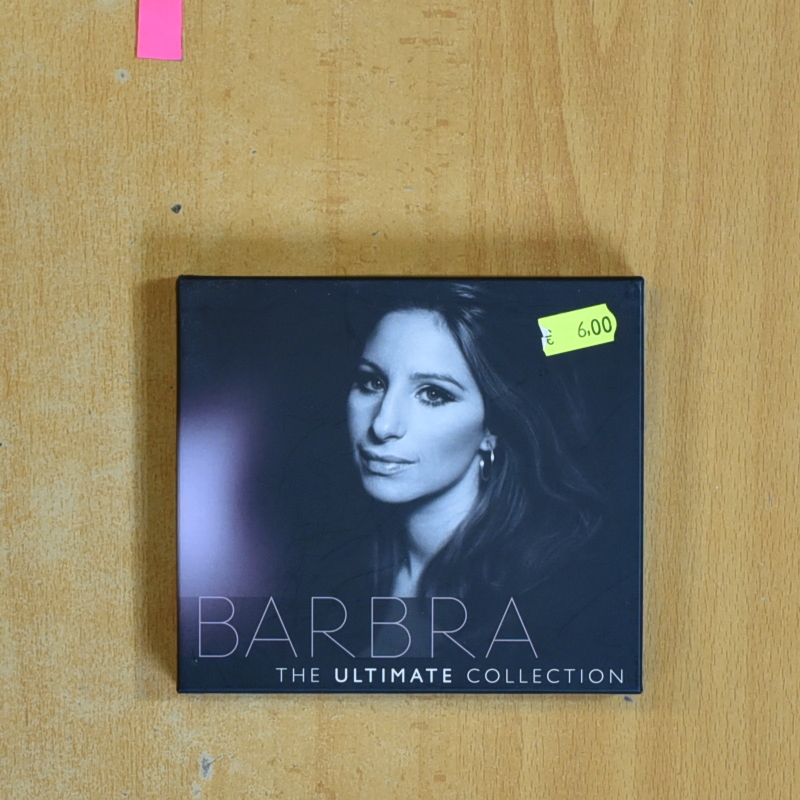 € 6,00
BARBRA
THE ULTIMATE COLLECTION